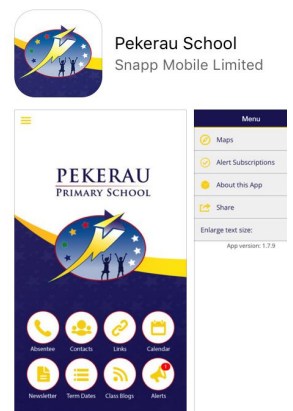 Pekerau School
Snapp Mobile Limited
PEKERAU
PRIMARY SCHOOL
Absentee
Contacts
Links
Calendar
Newsletter
Term Dates
Class Blogs
Alerts
Menu
Maps
Alert Subscriptions
About this App
Share
Enlarge text size:
App version: 1.7.9